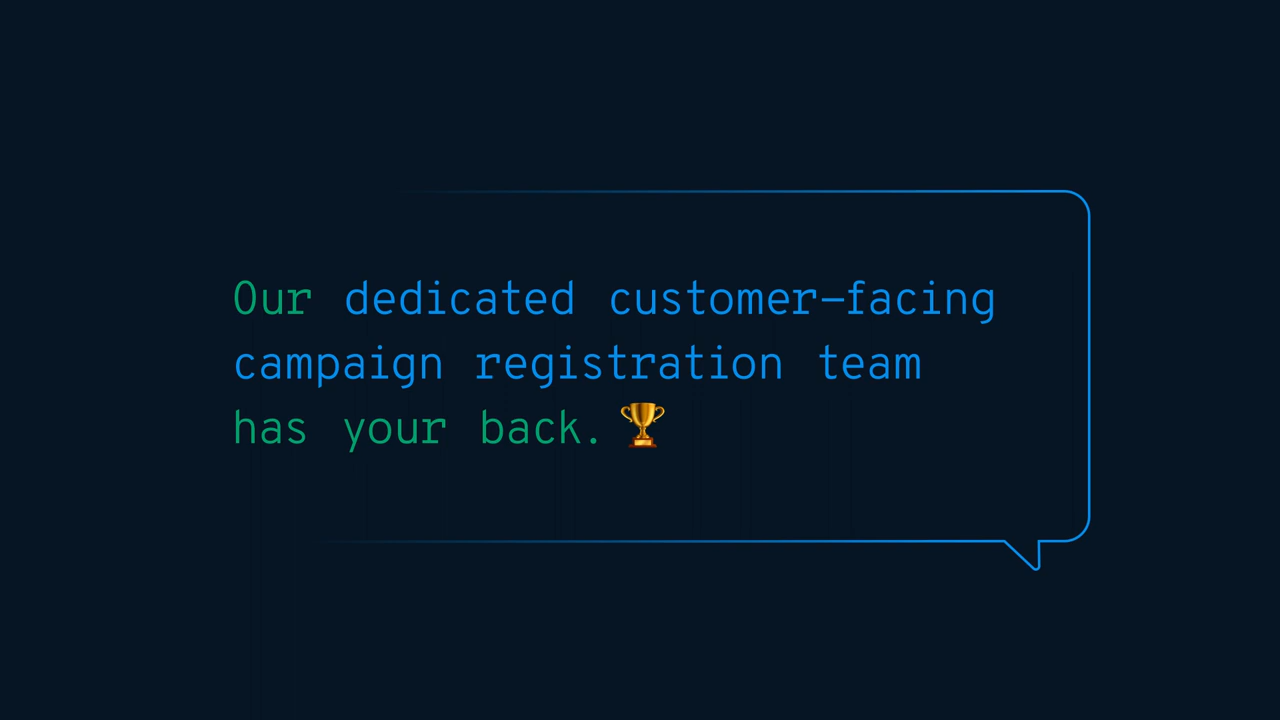 Our dedicated customer-facing
campaign registration team
has your back. 🏆